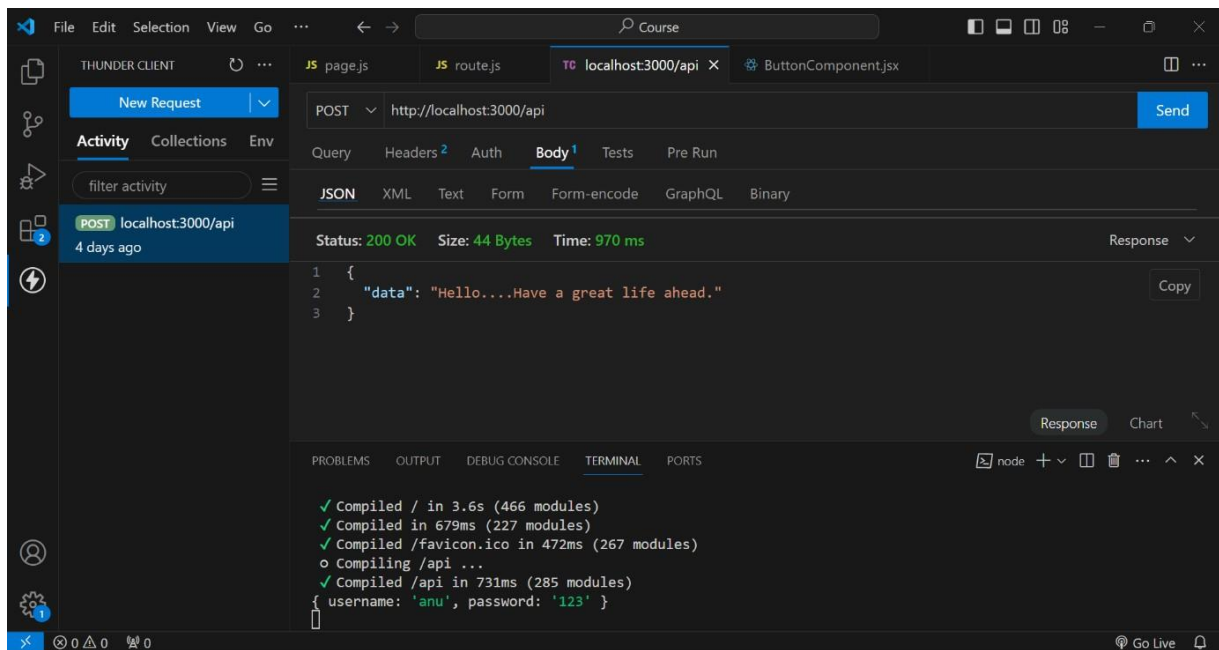 File Edit Selection View Go ... Course
THUNDER CLIENT ...
New Request
Activity Collections Env
filter activity
POST localhost:3000/api
4 days ago
2
1
JS page.js JS route.js TC localhost:3000/api ButtonComponent.jsx ...
POST http://localhost:3000/api Send
Query Headers 2 Auth Body 1 Tests Pre Run
JSON XML Text Form Form-encode GraphQL Binary
Status: 200 OK Size: 44 Bytes Time: 970 ms Response
1 {
2 "data": "Hello....Have a great life ahead."
3 }
Copy
Response Chart
PROBLEMS OUTPUT DEBUG CONSOLE TERMINAL PORTS node ...
✓ Compiled / in 3.6s (466 modules)
✓ Compiled in 679ms (227 modules)
✓ Compiled /favicon.ico in 472ms (267 modules)
○ Compiling /api ...
✓ Compiled /api in 731ms (285 modules)
{ username: 'anu', password: '123' }
0 0 0 Go Live